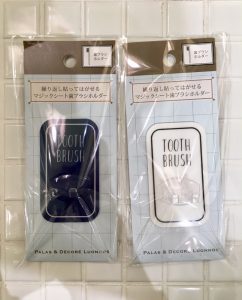 歯ブラシ
ホルダー
繰り返し貼ってはがせる
マジックシート歯ブラシホルダー
TOOTH
BRUSH
PALAS & DECORE LUONNOS
歯ブラシ
ホルダー
繰り返し貼ってはがせる
マジックシート歯ブラシホルダー
TOOTH
BRUSH
PALAS & DECORE LUONNOS